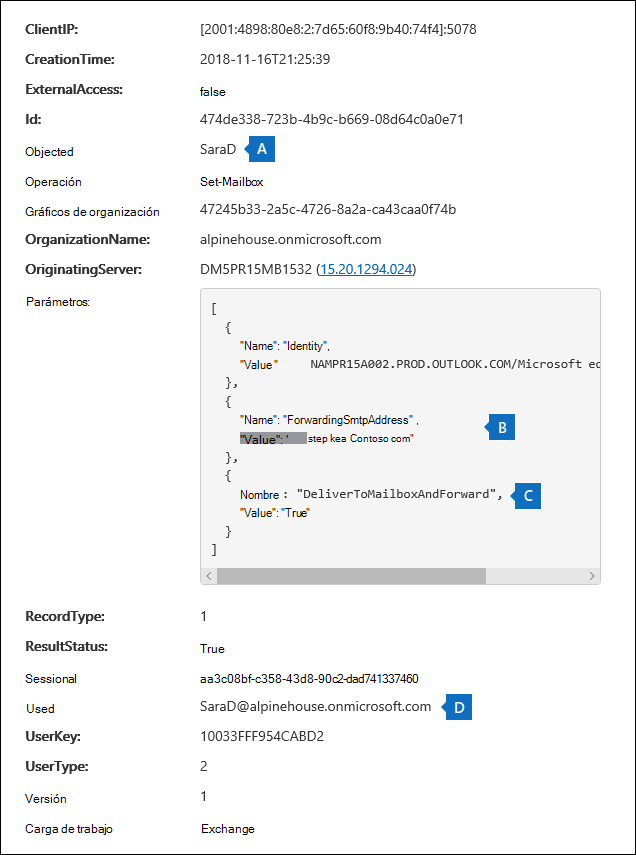 ClientIP: [2001:4898:80e8:2:7d65:60f8:9b40:74f4]:5078
CreationTime: 2018-11-16T21:25:39
ExternalAccess: false
Id: 474de338-723b-4b9c-b669-08d64c0a0e71
Objected SaraD A
Operación Set-Mailbox
Gráficos de organización 47245b33-2a5c-4726-8a2a-ca43caa0f74b
OrganizationName: alpinehouse.onmicrosoft.com
OriginatingServer: DM5PR15MB1532 (15.20.1294.024)
Parámetros:
[
{
"Name": "Identity",
"Value" NAMPR15A002.PROD.OUTLOOK.COM/Microsoft ec
},
{
"Name": "ForwardingSmtpAddress" , B
"Value": ' step kea Contoso com"
},
{
Nombre : "DeliverToMailboxAndForward", C
"Value": "True"
}
]
RecordType: 1
ResultStatus: True
Sessional aa3c08bf-c358-43d8-90c2-dad741337460
Used SaraD@alpinehouse.onmicrosoft.com D
UserKey: 10033FFF954CABD2
UserType: 2
Versión 1
Carga de trabajo Exchange